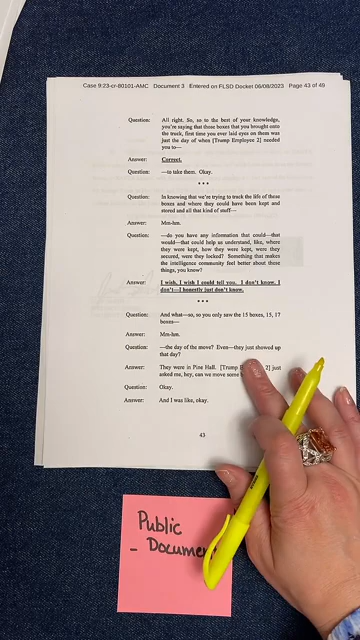 Case 9:23-cr-80101-AMC Document 3 Entered on FLSD Docket 06/08/2023 Page 43 of 49
Question: All right. So, so to the best of your knowledge,
you're saying that those boxes that you brought onto
the truck, first time you ever laid eyes on them was
just the day of when [Trump Employee 2] needed
you to—
Answer: Correct.
Question: —to take them. Okay.
* * *
Question: In knowing that we're trying to track the life of these
boxes and where they could have been kept and
stored and all that kind of stuff—
Answer: Mm-hm.
Question: —do you have any information that could—that
would—that could help us understand, like, where
they were kept, how they were kept, were they
secured, were they locked? Something that makes
the intelligence community feel better about these
things, you know?
Answer: I wish, I wish I could tell you. I don't know. I
don't—I honestly just don't know.
* * *
Question: And what—so, so you only saw the 15 boxes, 15, 17
boxes—
Answer: Mm-hm.
Question: —the day of the move? Even—they just showed up
that day?
Answer: They were in Pine Hall. [Trump 2] just
asked me, hey, can we move some
Question: Okay.
Answer: And I was like, okay.
43
Public
-